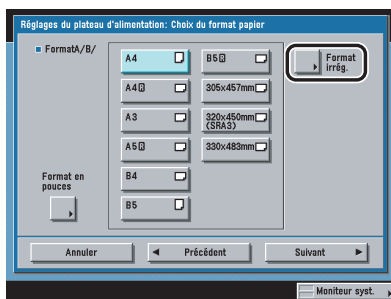 Réglages du plateau d'alimentation: Choix du format papier
FormatA/B/
A4
A4R
A3
A5R
B4
B5
B5R
305x457mm
320x450mm
(SRA3)
330x483mm
Format
irrég.
Format en
pouces
Annuler
◄ Précédent
Suivant ►
Moniteur syst.